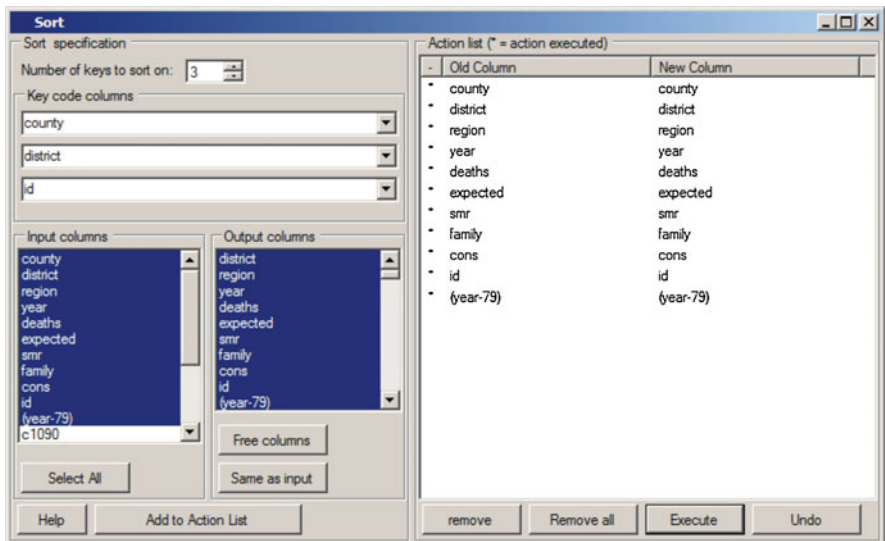 Sort
Sort specification
Number of keys to sort on: 3
Key code columns
county
district
id
Input columns
county
district
region
year
deaths
expected
smr
family
cons
id
(year-79)
c1090
Select All
Output columns
district
region
year
deaths
expected
smr
family
cons
id
(year-79)
Free columns
Same as input
Help Add to Action List
Action list (* = action executed)
- Old Column New Column
* county county
* district district
* region region
* year year
* deaths deaths
* expected expected
* smr smr
* family family
* cons cons
* id id
* (year-79) (year-79)
remove Remove all Execute Undo